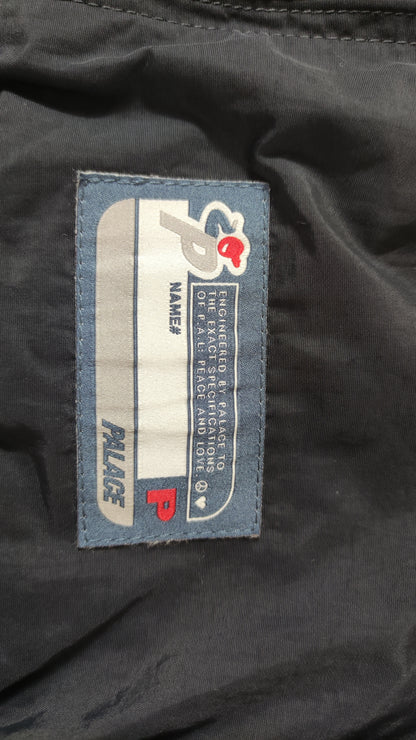 P
ENGINEERED BY PALACE TO
THE EXACT SPECIFICATIONS
OF P.A.L: PEACE AND LOVE.
NAME#
P
PALACE